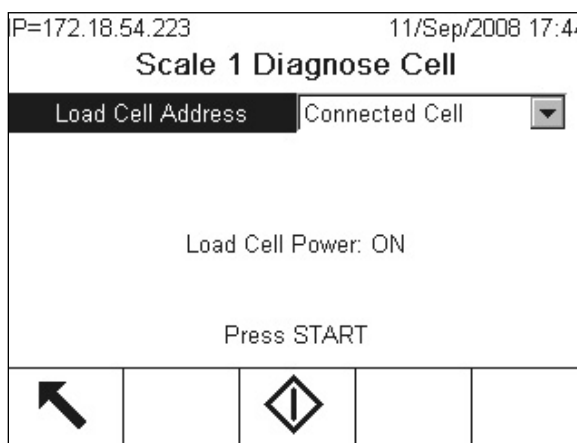 IP=172.18.54.223 11/Sep/2008 17:44
Scale 1 Diagnose Cell
Load Cell Address Connected Cell
Load Cell Power: ON
Press START